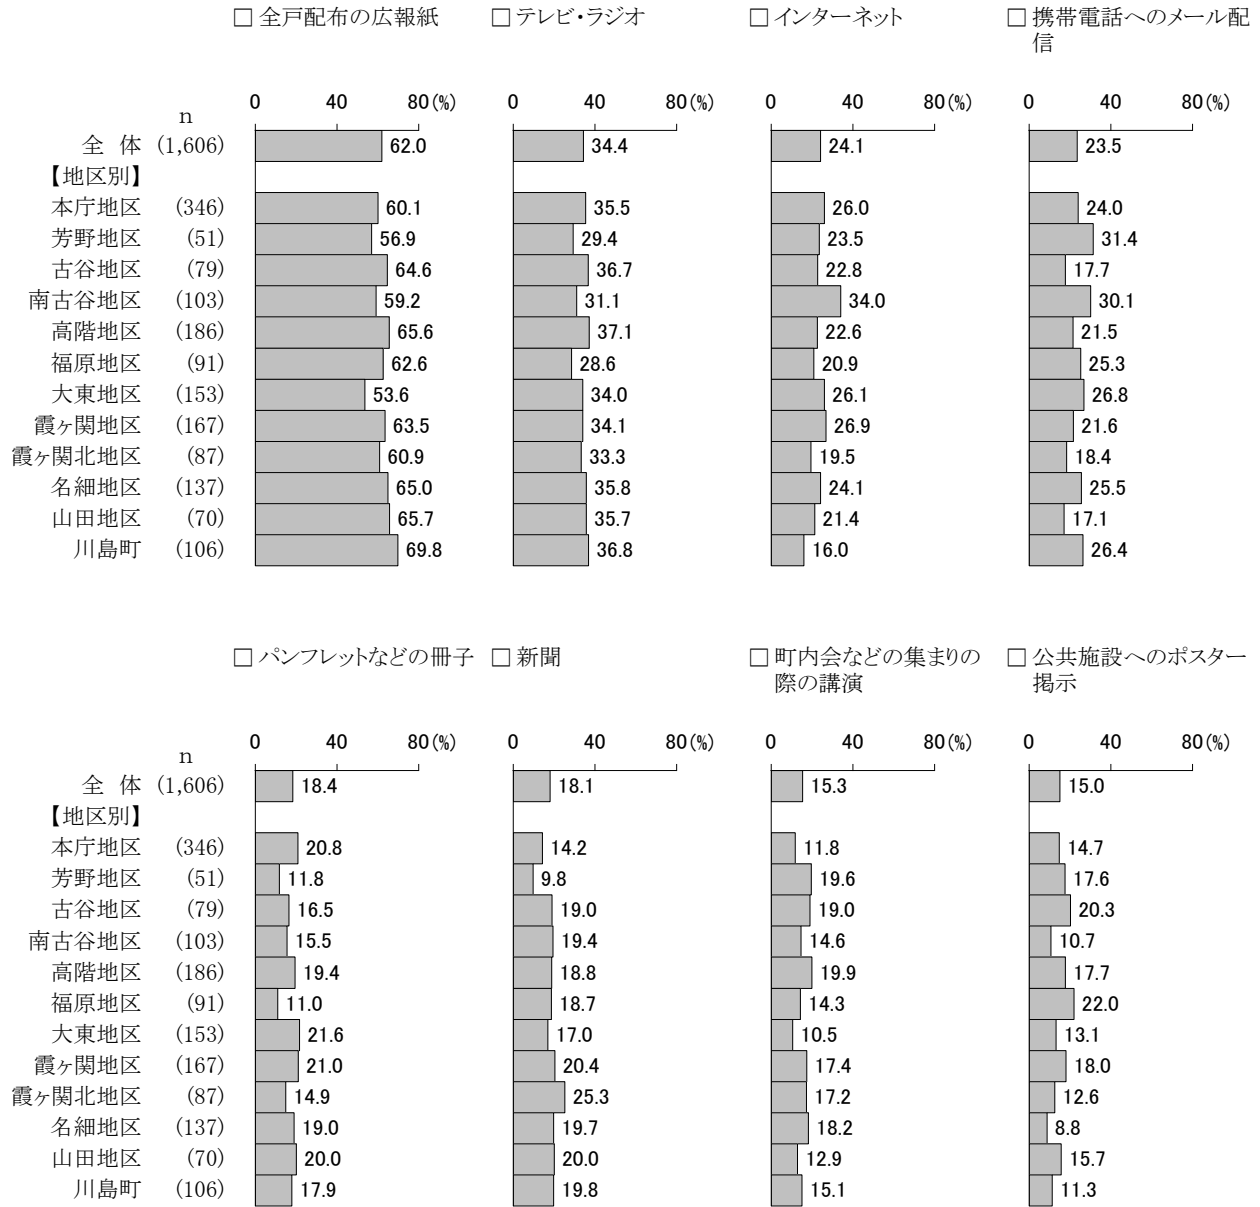 □ 全戸配布の広報紙 □ テレビ・ラジオ □ インターネット □ 携帯電話へのメール配信
0 40 80(%) 0 40 80(%) 0 40 80(%) 0 40 80(%)
n
全 体 (1,606) 62.0 34.4 24.1 23.5
【地区別】
本庁地区 (346) 60.1 35.5 26.0 24.0
芳野地区 (51) 56.9 29.4 23.5 31.4
古谷地区 (79) 64.6 36.7 22.8 17.7
南古谷地区 (103) 59.2 31.1 34.0 30.1
高階地区 (186) 65.6 37.1 22.6 21.5
福原地区 (91) 62.6 28.6 20.9 25.3
大東地区 (153) 53.6 34.0 26.1 26.8
霞ヶ関地区 (167) 63.5 34.1 26.9 21.6
霞ヶ関北地区 (87) 60.9 33.3 19.5 18.4
名細地区 (137) 65.0 35.8 24.1 25.5
山田地区 (70) 65.7 35.7 21.4 17.1
川島町 (106) 69.8 36.8 16.0 26.4
□ パンフレットなどの冊子 □ 新聞 □ 町内会などの集まりの際の講演 □ 公共施設へのポスター掲示
0 40 80(%) 0 40 80(%) 0 40 80(%) 0 40 80(%)
n
全 体 (1,606) 18.4 18.1 15.3 15.0
【地区別】
本庁地区 (346) 20.8 14.2 11.8 14.7
芳野地区 (51) 11.8 9.8 19.6 17.6
古谷地区 (79) 16.5 19.0 19.0 20.3
南古谷地区 (103) 15.5 19.4 14.6 10.7
高階地区 (186) 19.4 18.8 19.9 17.7
福原地区 (91) 11.0 18.7 14.3 22.0
大東地区 (153) 21.6 17.0 10.5 13.1
霞ヶ関地区 (167) 21.0 20.4 17.4 18.0
霞ヶ関北地区 (87) 14.9 25.3 17.2 12.6
名細地区 (137) 19.0 19.7 18.2 8.8
山田地区 (70) 20.0 20.0 12.9 15.7
川島町 (106) 17.9 19.8 15.1 11.3